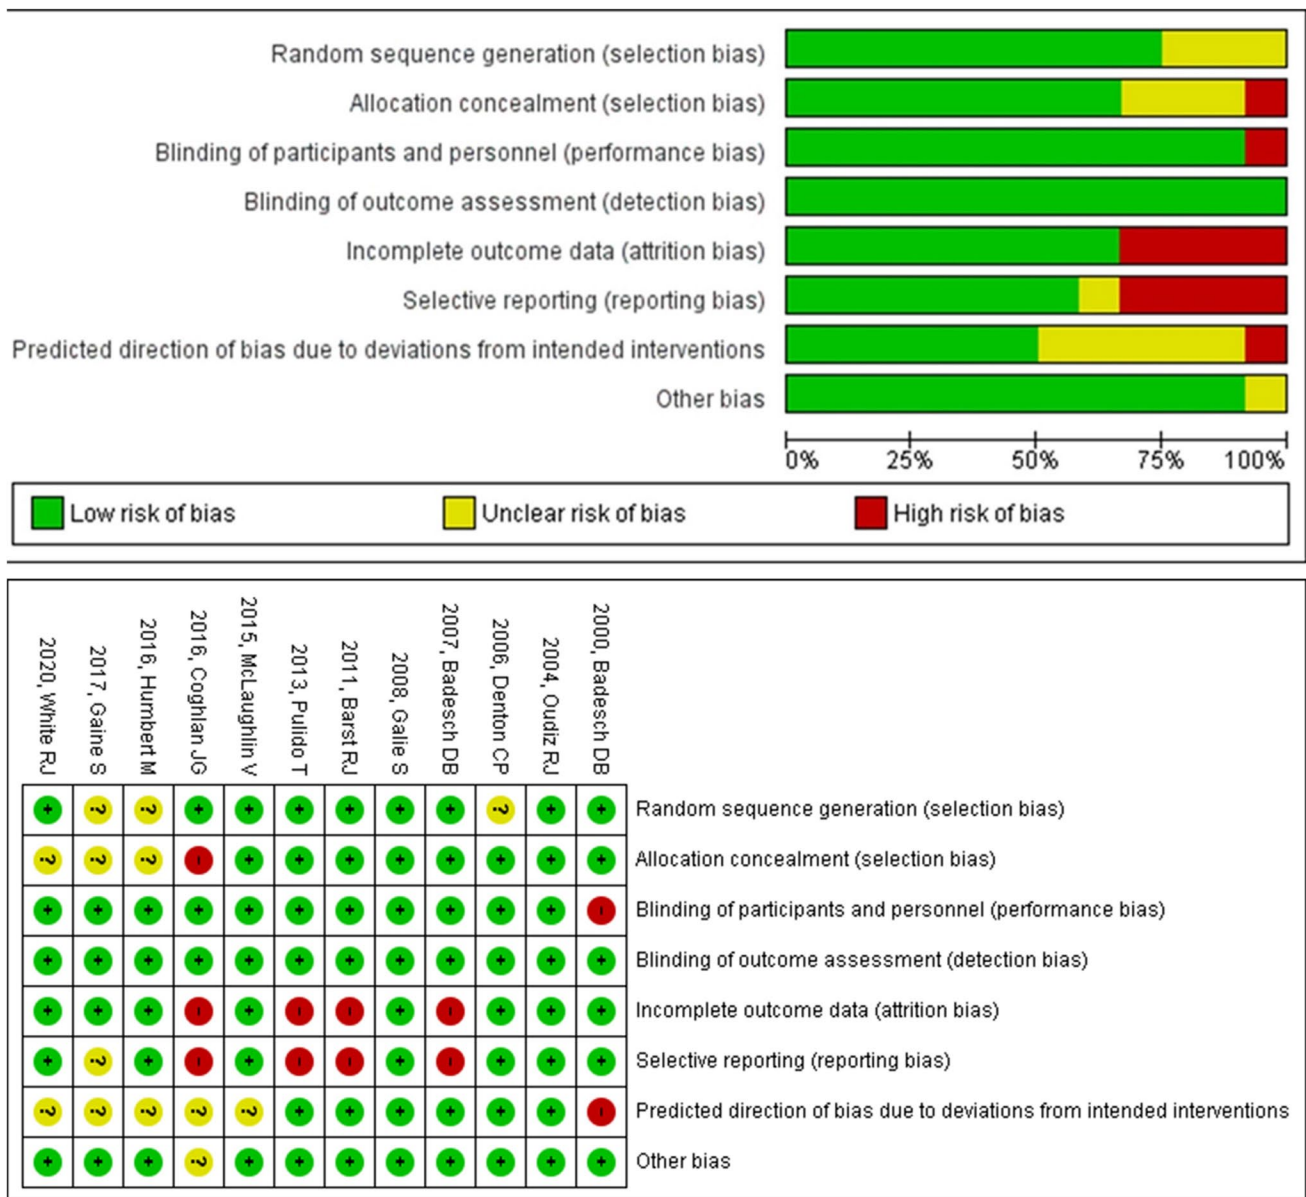 Random sequence generation (selection bias)
Allocation concealment (selection bias)
Blinding of participants and personnel (performance bias)
Blinding of outcome assessment (detection bias)
Incomplete outcome data (attrition bias)
Selective reporting (reporting bias)
Predicted direction of bias due to deviations from intended interventions
Other bias
0% 25% 50% 75% 100%
Low risk of bias Unclear risk of bias High risk of bias
2020, White RJ
2017, Gaine S
2016, Humbert M
2016, Coghlan JG
2015, McLaughlin V
2013, Pulido T
2011, Barst RJ
2008, Galie S
2007, Badesch DB
2006, Denton CP
2004, Oudiz RJ
2000, Badesch DB
+ ? ? + + + + + + ? + + Random sequence generation (selection bias)
? ? ? - + + + + + + + + Allocation concealment (selection bias)
+ + + + + + + + + + + - Blinding of participants and personnel (performance bias)
+ + + + + + + + + + + + Blinding of outcome assessment (detection bias)
+ + + - + - - + - + + + Incomplete outcome data (attrition bias)
+ ? + - + - - + - + + + Selective reporting (reporting bias)
? ? ? ? ? + + + + + + - Predicted direction of bias due to deviations from intended interventions
+ + + ? + + + + + + + + Other bias